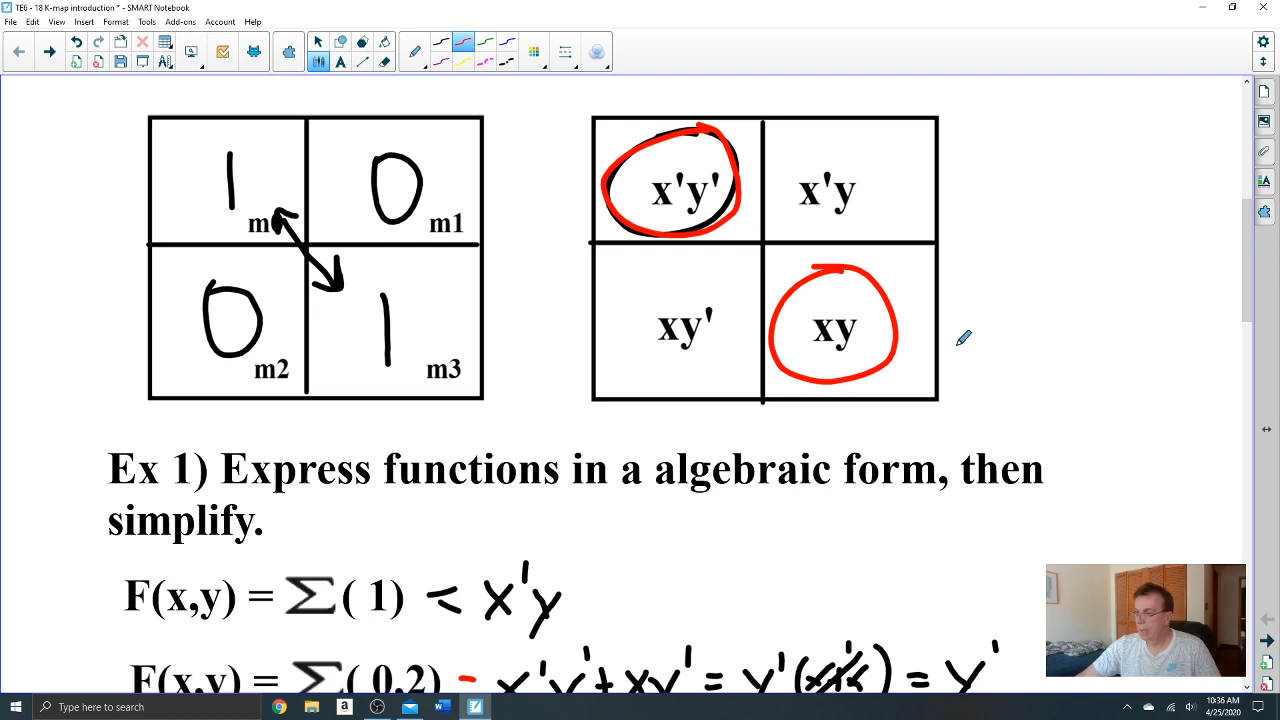 TE6 - 18 K-map introduction * - SMART Notebook
File Edit View Insert Format Tools Add-ons Account Help
1 0
m m1
0 1
m2 m3
x'y' x'y
xy' xy
Ex 1) Express functions in a algebraic form, then
simplify.
F(x,y) = Σ( 1) < x'y
F(x,y) = Σ( 0,2) - x'y' + xy' = y'( ) = y'
Type here to search
10:36 AM
4/25/2020